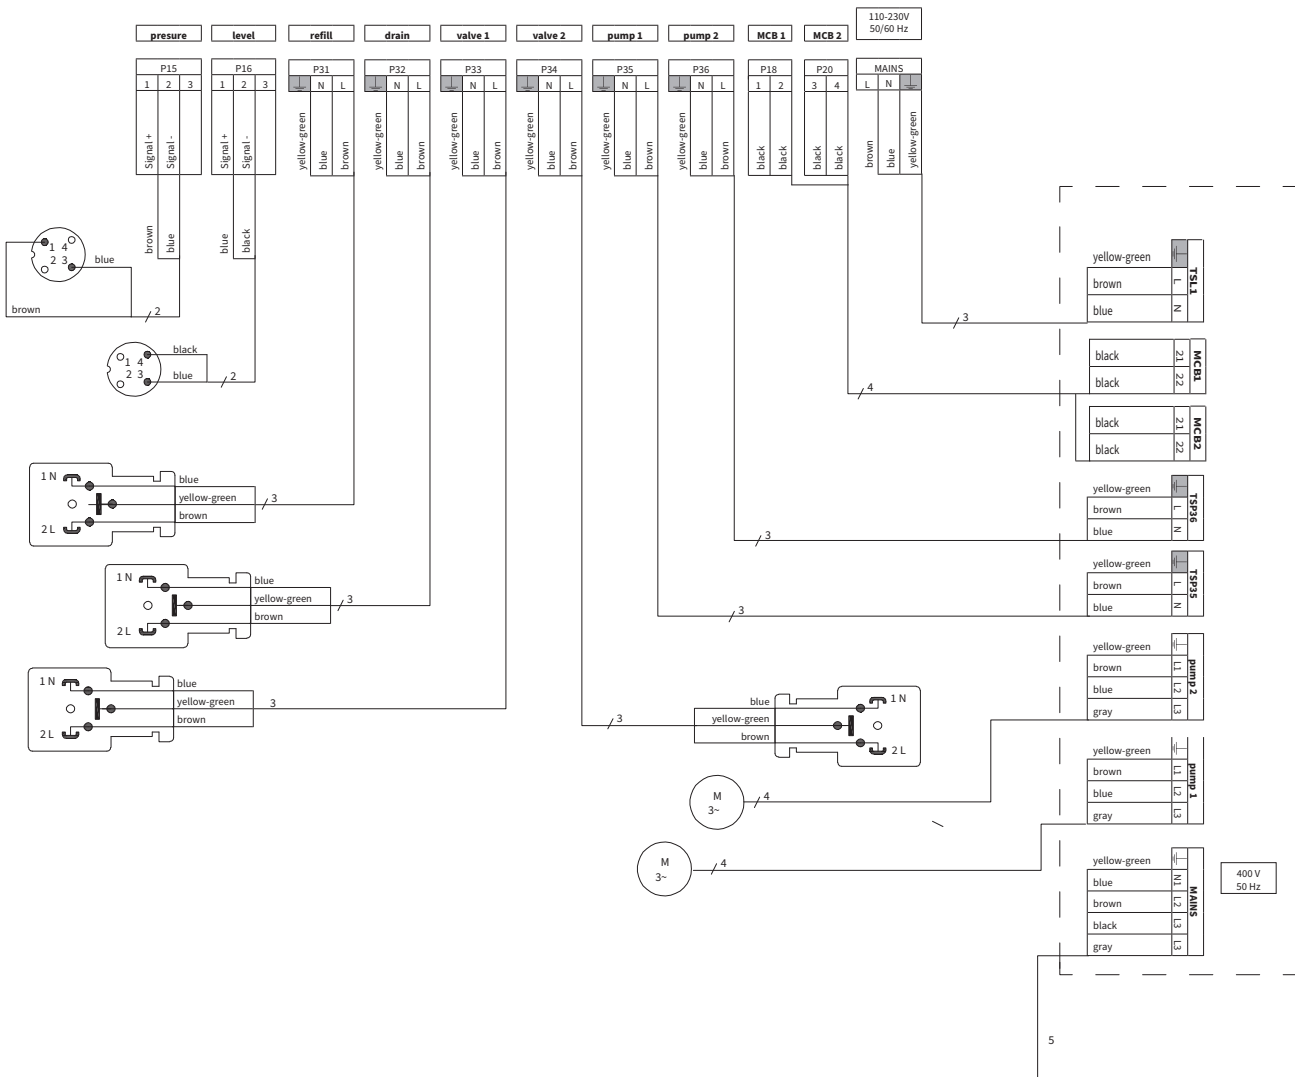 110-230V
50/60 Hz
presure level refill drain valve 1 valve 2 pump 1 pump 2 MCB 1 MCB 2
P15 P16 P31 P32 P33 P34 P35 P36 P18 P20 MAINS
1 2 3 1 2 3 N L N L N L N L N L N L 1 2 3 4 L N
Signal + Signal - Signal + Signal - yellow-green blue brown yellow-green blue brown yellow-green blue brown yellow-green blue brown yellow-green blue brown yellow-green blue brown black black black black brown blue yellow-green
brown blue blue black
1 4
2 3
blue
brown
2
black
1 4
2 3
blue
2
1 N
2 L
blue
yellow-green
brown
3
1 N
2 L
blue
yellow-green
brown
3
1 N
2 L
blue
yellow-green
brown
3
3
blue
yellow-green
brown
1 N
2 L
M
3~
4
M
3~
4
3
4
3
3
yellow-green
brown L
blue N
TSL1
black 21
black 22
MCB1
black 21
black 22
MCB2
yellow-green
brown L
blue N
TSP36
yellow-green
brown L
blue N
TSP35
yellow-green
brown L1
blue L2
gray L3
pump 2
yellow-green
brown L1
blue L2
gray L3
pump 1
yellow-green
blue N1
brown L2
black L3
gray L3
MAINS
400 V
50 Hz
5